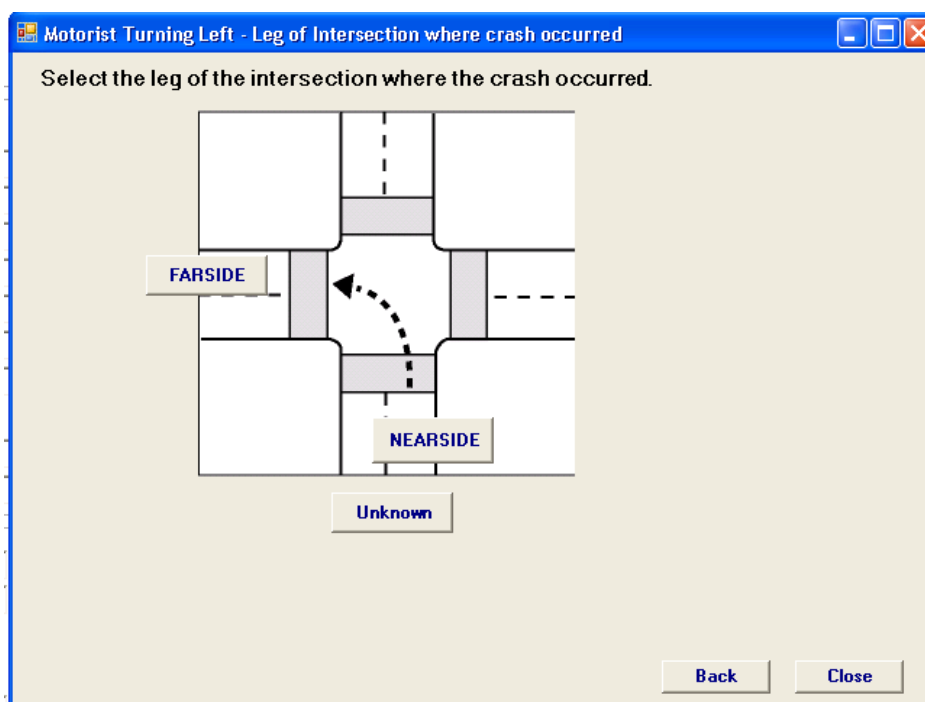 Motorist Turning Left - Leg of Intersection where crash occurred
Select the leg of the intersection where the crash occurred.
FARSIDE
NEARSIDE
Unknown
Back
Close